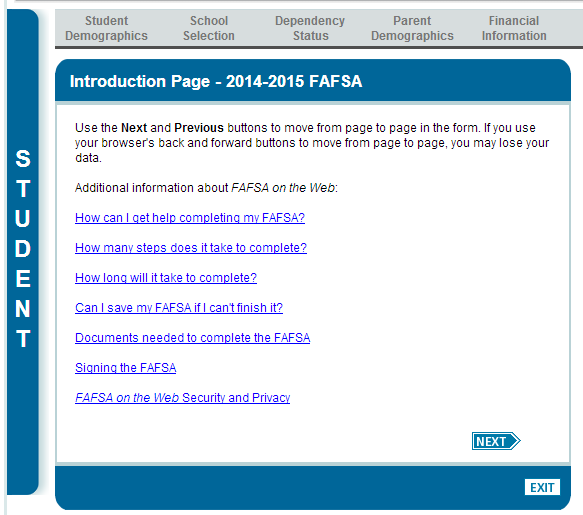 Student Demographics
School Selection
Dependency Status
Parent Demographics
Financial Information
STUDENT
Introduction Page - 2014-2015 FAFSA
Use the Next and Previous buttons to move from page to page in the form. If you use
your browser's back and forward buttons to move from page to page, you may lose your
data.
Additional information about FAFSA on the Web:
How can I get help completing my FAFSA?
How many steps does it take to complete?
How long will it take to complete?
Can I save my FAFSA if I can't finish it?
Documents needed to complete the FAFSA
Signing the FAFSA
FAFSA on the Web Security and Privacy
NEXT
EXIT